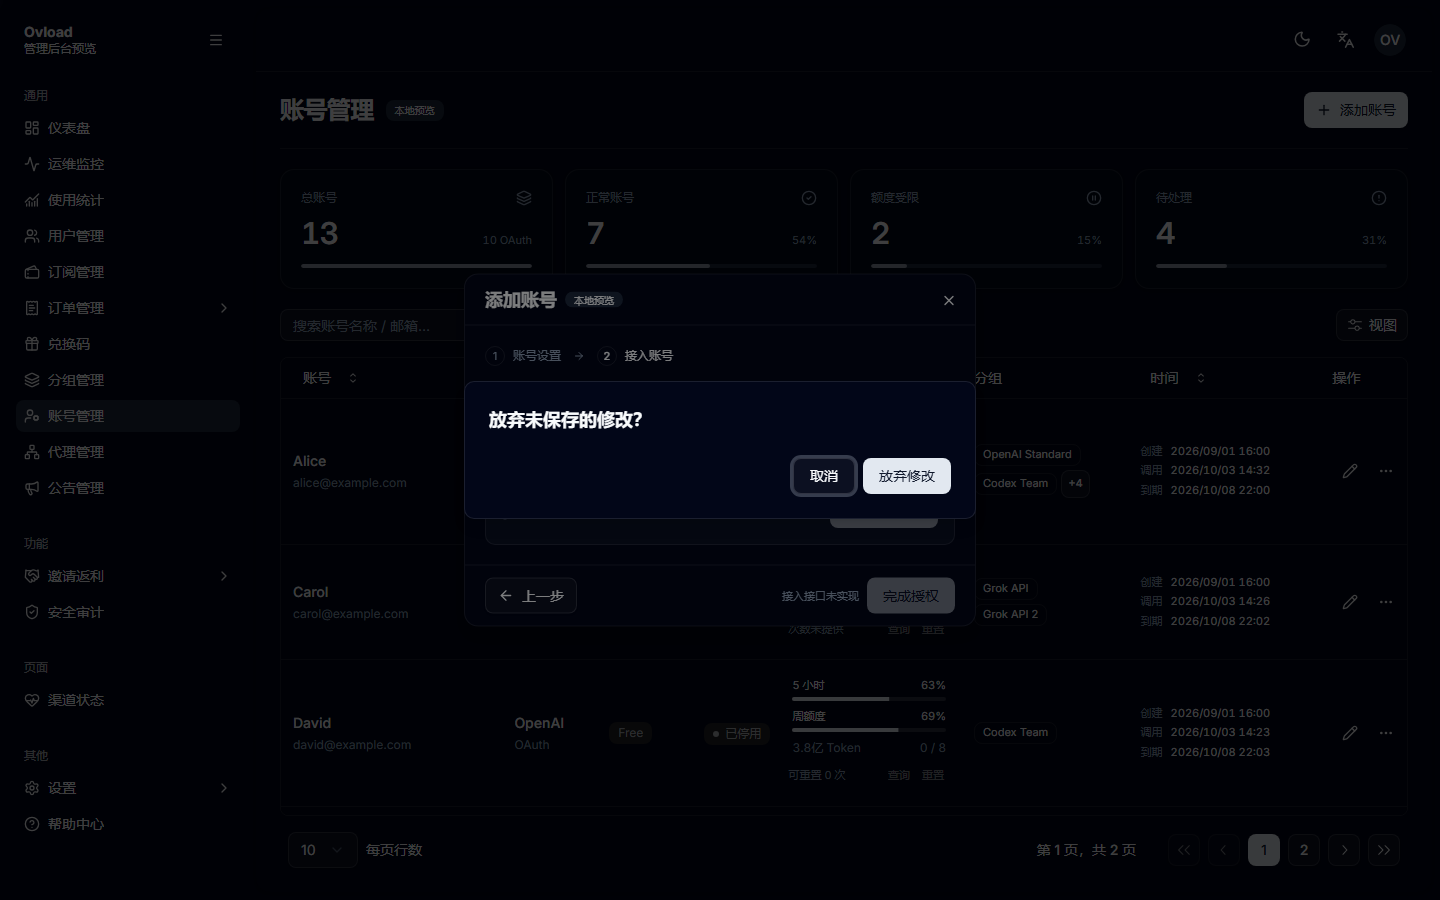 Ovload
管理后台预览
OV
通用
仪表盘
运维监控
使用统计
用户管理
订阅管理
订单管理
兑换码
分组管理
账号管理
代理管理
公告管理
功能
邀请返利
安全审计
页面
渠道状态
其他
设置
帮助中心
账号管理 本地预览
添加账号
总账号
13
10 OAuth
正常账号
7
54%
额度受限
2
15%
待处理
4
31%
搜索账号名称 / 邮箱...
视图
账号
分组
时间
操作
Alice
alice@example.com
OpenAI Standard
Codex Team +4
创建 2026/09/01 16:00
调用 2026/10/03 14:32
到期 2026/10/08 22:00
Carol
carol@example.com
次数未提供 查询 重置
Grok API
Grok API 2
创建 2026/09/01 16:00
调用 2026/10/03 14:26
到期 2026/10/08 22:02
David
david@example.com
OpenAI
OAuth
Free
已停用
5 小时 63%
周额度 69%
3.8亿 Token 0 / 8
可重置 0 次 查询 重置
Codex Team
创建 2026/09/01 16:00
调用 2026/10/03 14:23
到期 2026/10/08 22:03
10 每页行数
第 1 页，共 2 页
1 2
添加账号 本地预览
1 账号设置 2 接入账号
放弃未保存的修改?
取消 放弃修改
上一步
接入接口未实现
完成授权